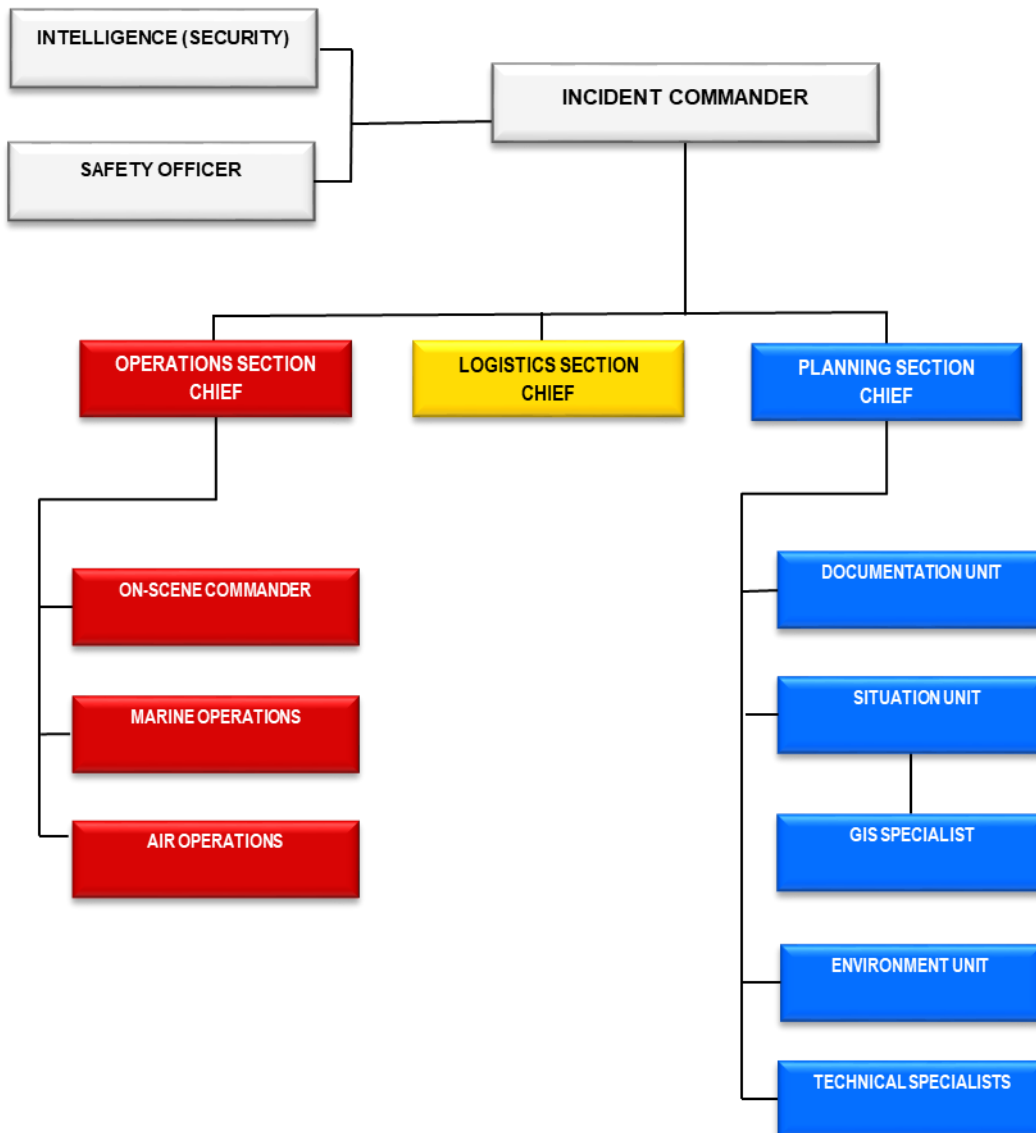 INTELLIGENCE (SECURITY)
INCIDENT COMMANDER
SAFETY OFFICER
OPERATIONS SECTION
CHIEF
LOGISTICS SECTION
CHIEF
PLANNING SECTION
CHIEF
ON-SCENE COMMANDER
MARINE OPERATIONS
AIR OPERATIONS
DOCUMENTATION UNIT
SITUATION UNIT
GIS SPECIALIST
ENVIRONMENT UNIT
TECHNICAL SPECIALISTS